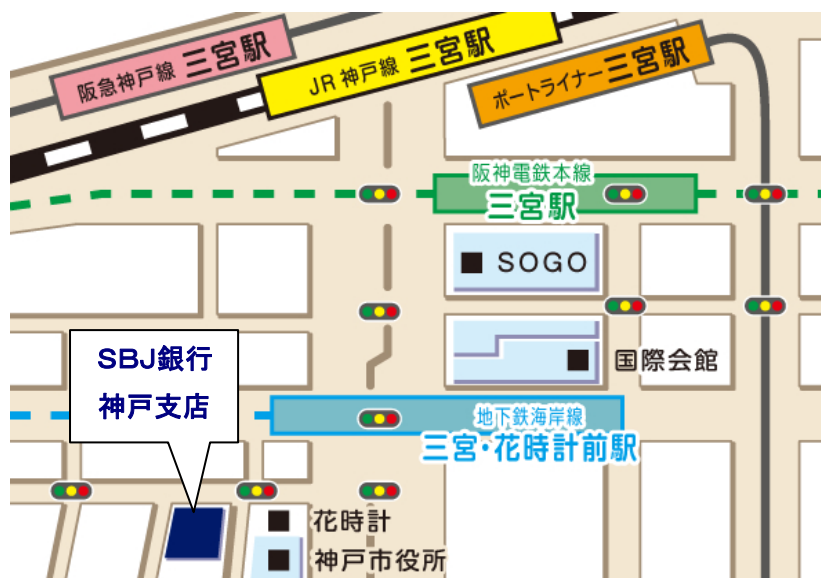 阪急神戸線 三宮駅
JR神戸線 三宮駅
ポートライナー三宮駅
阪神電鉄本線
三宮駅
SOGO
国際会館
SBJ銀行
神戸支店
地下鉄海岸線
三宮・花時計前駅
花時計
神戸市役所